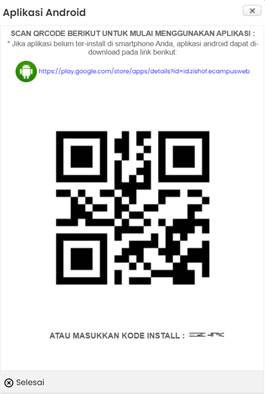 Aplikasi Android
SCAN QRCODE BERIKUT UNTUK MULAI MENGGUNAKAN APLIKASI :
* Jika aplikasi belum ter-install di smartphone Anda, aplikasi android dapat di-
download pada link berikut:
https://play.google.com/store/apps/details?id=id.zishof.ecampusweb
ATAU MASUKKAN KODE INSTALL :
Selesai